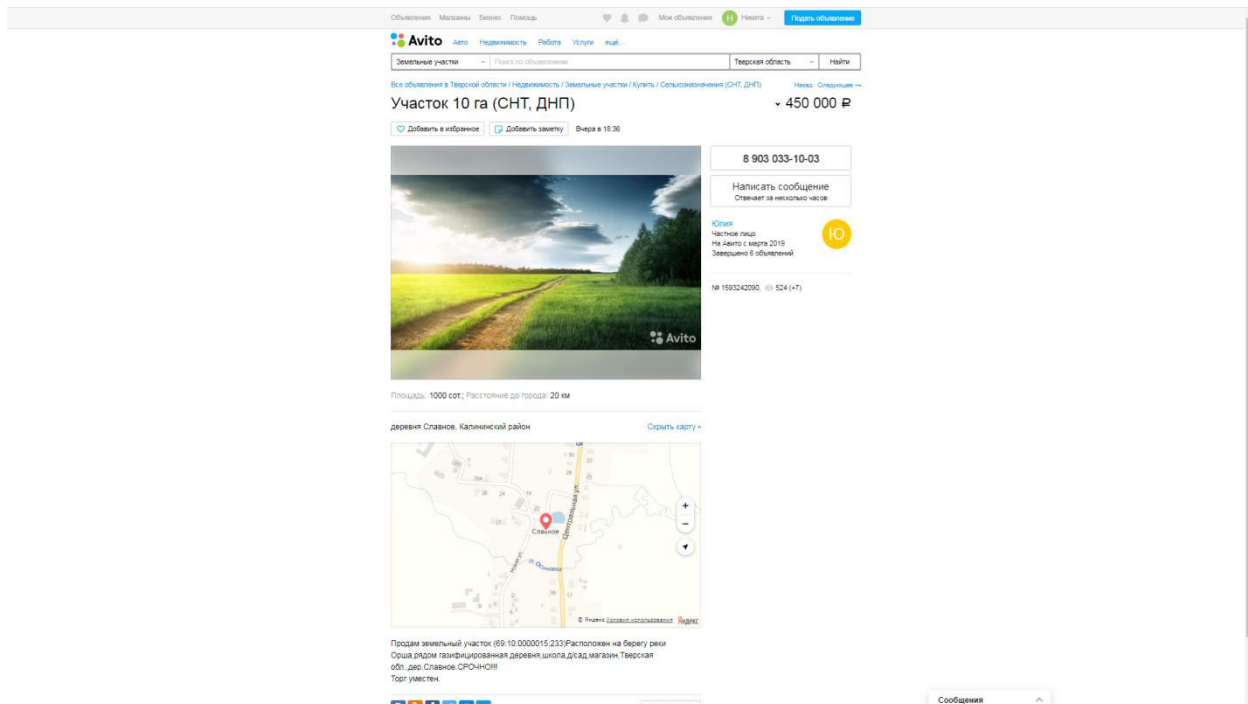 Объявления Магазины Бизнес Помощь
Мои объявления
Н Никита
Подать объявление
Avito Авто Недвижимость Работа Услуги ещё...
Земельные участки
Поиск по объявлениям
Тверская область
Найти
Все объявления в Тверской области / Недвижимость / Земельные участки / Купить / Сельхозназначения (СНТ, ДНП)
Назад Следующее →
Участок 10 га (СНТ, ДНП)
450 000 ₽
Добавить в избранное
Добавить заметку
Вчера в 18:36
8 903 033-10-03
Написать сообщение
Отвечает за несколько часов
Юлия
Частное лицо
На Авито с марта 2019
Завершено 6 объявлений
Ю
№ 1593242090, 524 (+7)
Avito
Площадь: 1000 сот.; Расстояние до города: 20 км
деревня Славное, Калининский район
Скрыть карту
Славное
Центральная ул.
Новая ул.
© Яндекс Условия использования Яндекс
Продам земельный участок (69:10:0000015:233)Расположен на берегу реки
Орша,рядом газифицированная деревня,школа,д/сад,магазин.Тверская
обл.,дер.Славное.СРОЧНО!!!
Торг уместен.
Сообщения